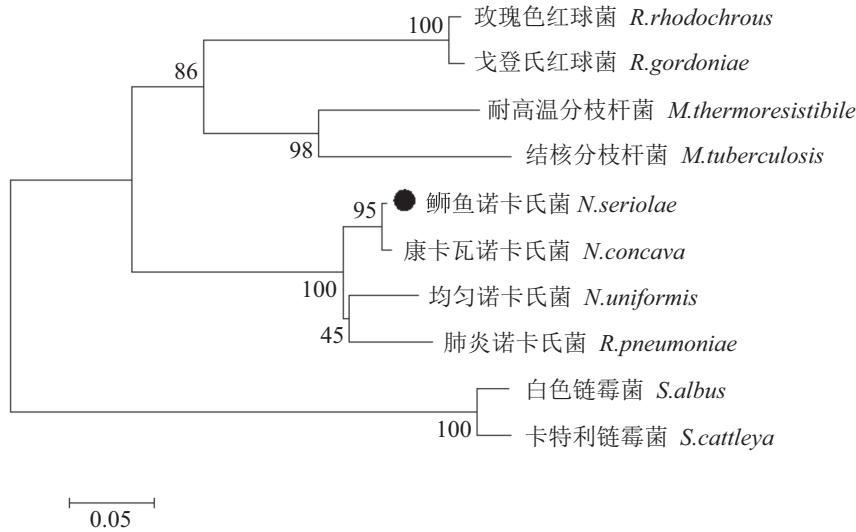 100
玫瑰色红球菌 R.rhodochrous
戈登氏红球菌 R.gordoniae
86
耐高温分枝杆菌 M.thermoresistibile
98
结核分枝杆菌 M.tuberculosis
95
鰤鱼诺卡氏菌 N.seriolae
康卡瓦诺卡氏菌 N.concava
100
均匀诺卡氏菌 N.uniformis
45
肺炎诺卡氏菌 R.pneumoniae
白色链霉菌 S.albus
100
卡特利链霉菌 S.cattleya
0.05